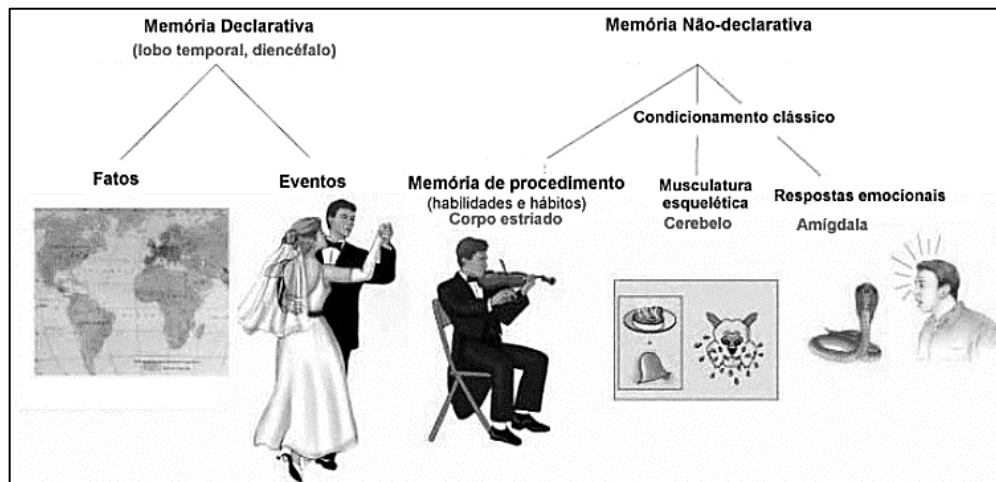 Memória Declarativa
(lobo temporal, diencéfalo)
Memória Não-declarativa
Condicionamento clássico
Fatos
Eventos
Memória de procedimento
(habilidades e hábitos)
Corpo estriado
Musculatura
esquelética
Cerebelo
Respostas emocionais
Amígdala